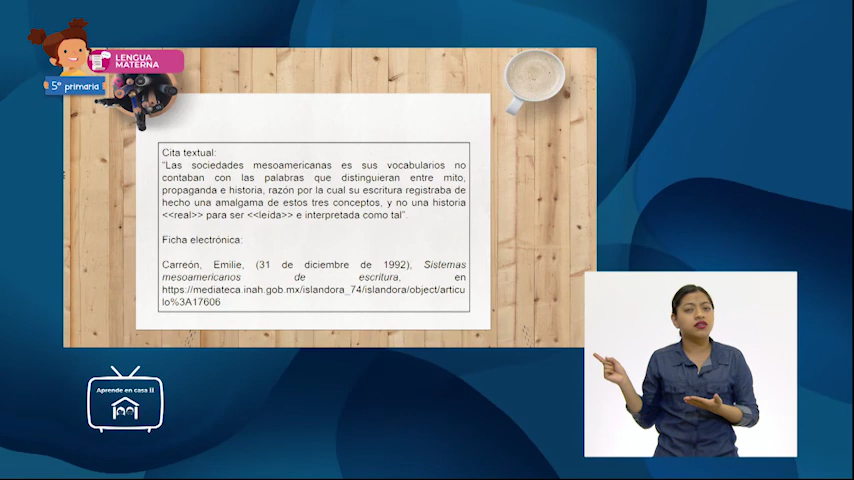 LENGUA
MATERNA
5° primaria
Cita textual:
"Las sociedades mesoamericanas es sus vocabularios no
contaban con las palabras que distinguieran entre mito,
propaganda e historia, razón por la cual su escritura registraba de
hecho una amalgama de estos tres conceptos, y no una historia
<<real>> para ser <<leída>> e interpretada como tal".
Ficha electrónica:
Carreón, Emilie, (31 de diciembre de 1992), Sistemas
mesoamericanos de escritura, en
https://mediateca.inah.gob.mx/islandora_74/islandora/object/articu
lo%3A17606
Aprende en casa II